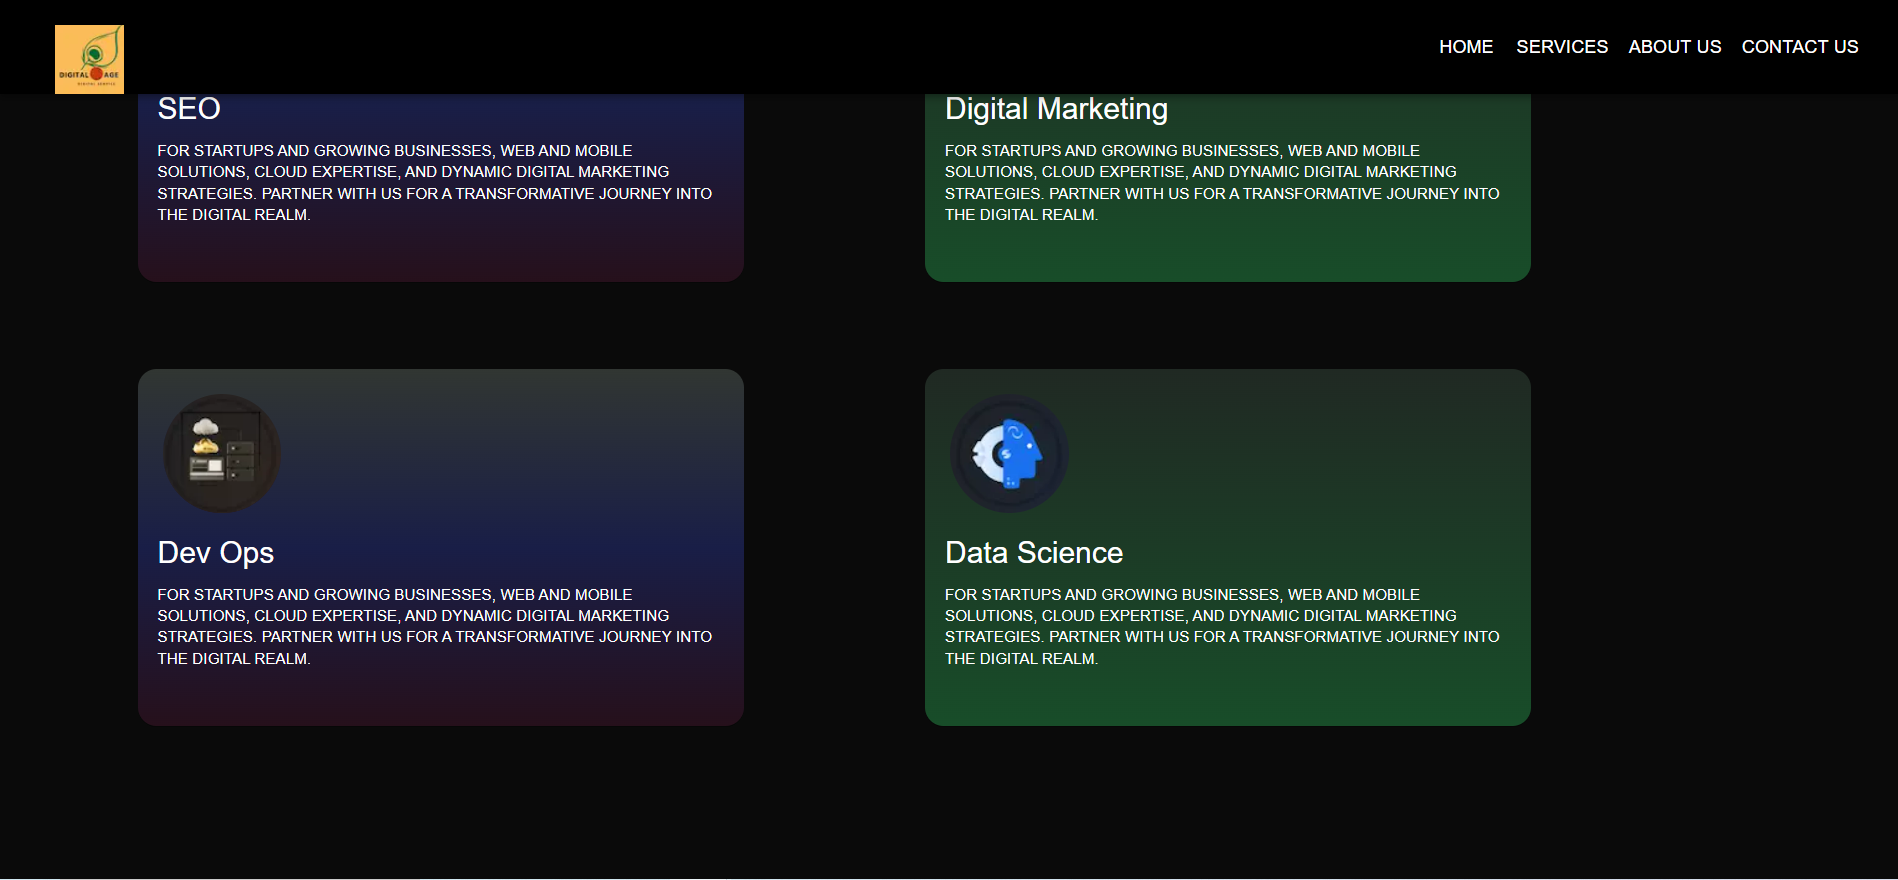 DIGITAL AGE
HOME SERVICES ABOUT US CONTACT US
SEO
FOR STARTUPS AND GROWING BUSINESSES, WEB AND MOBILE
SOLUTIONS, CLOUD EXPERTISE, AND DYNAMIC DIGITAL MARKETING
STRATEGIES. PARTNER WITH US FOR A TRANSFORMATIVE JOURNEY INTO
THE DIGITAL REALM.
Digital Marketing
FOR STARTUPS AND GROWING BUSINESSES, WEB AND MOBILE
SOLUTIONS, CLOUD EXPERTISE, AND DYNAMIC DIGITAL MARKETING
STRATEGIES. PARTNER WITH US FOR A TRANSFORMATIVE JOURNEY INTO
THE DIGITAL REALM.
Dev Ops
FOR STARTUPS AND GROWING BUSINESSES, WEB AND MOBILE
SOLUTIONS, CLOUD EXPERTISE, AND DYNAMIC DIGITAL MARKETING
STRATEGIES. PARTNER WITH US FOR A TRANSFORMATIVE JOURNEY INTO
THE DIGITAL REALM.
Data Science
FOR STARTUPS AND GROWING BUSINESSES, WEB AND MOBILE
SOLUTIONS, CLOUD EXPERTISE, AND DYNAMIC DIGITAL MARKETING
STRATEGIES. PARTNER WITH US FOR A TRANSFORMATIVE JOURNEY INTO
THE DIGITAL REALM.